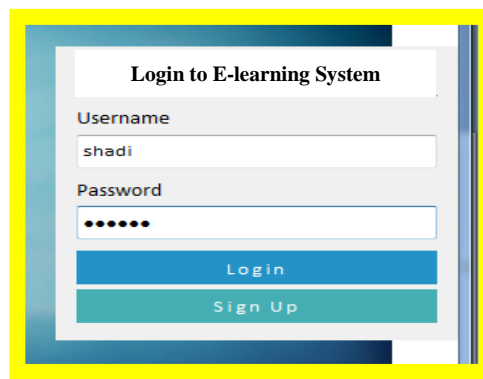 Login to E-learning System
Username
shadi
Password
••••••
Login
Sign Up